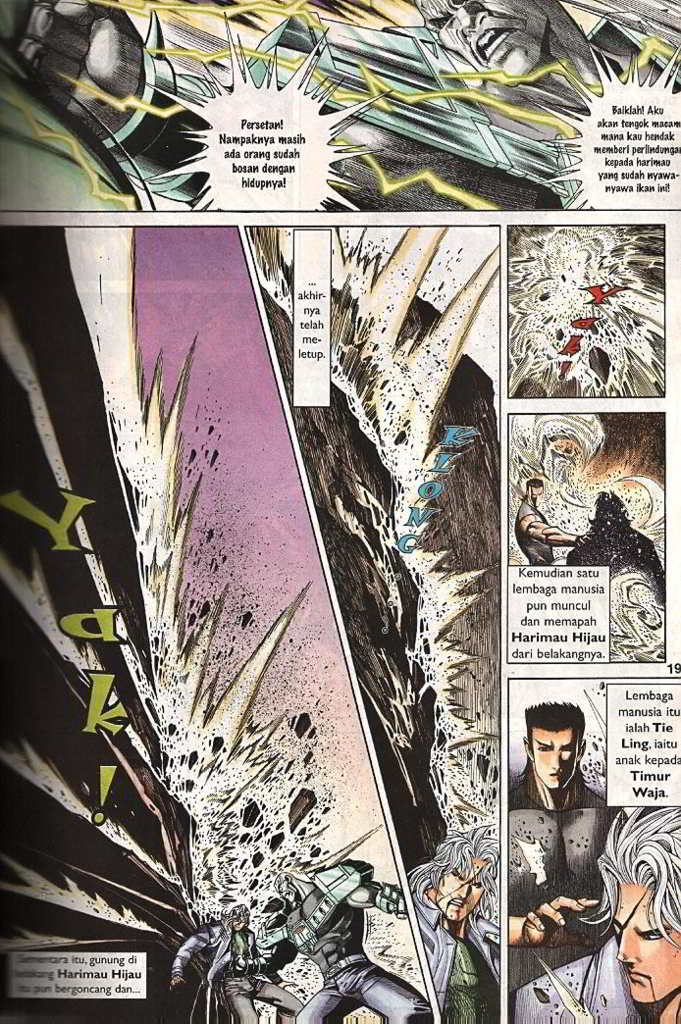 Persetan!
Nampaknya masih
ada orang sudah
bosan dengan
hidupnya!
Baiklah! Aku
akan tengok macam
mana kau hendak
memberi perlindungan
kepada harimau
yang sudah nyawa-
nyawa ikan ini!
Yak!
Sementara itu, gunung di
belakang Harimau Hijau
itu pun bergoncang dan...
...
akhir-
nya
telah
me-
letup.
KLONG
Kemudian satu
lembaga manusia
pun muncul
dan memapah
Harimau Hijau
dari belakangnya.
19
Lembaga
manusia itu
ialah Tie
Ling, iaitu
anak kepada
Timur
Waja.